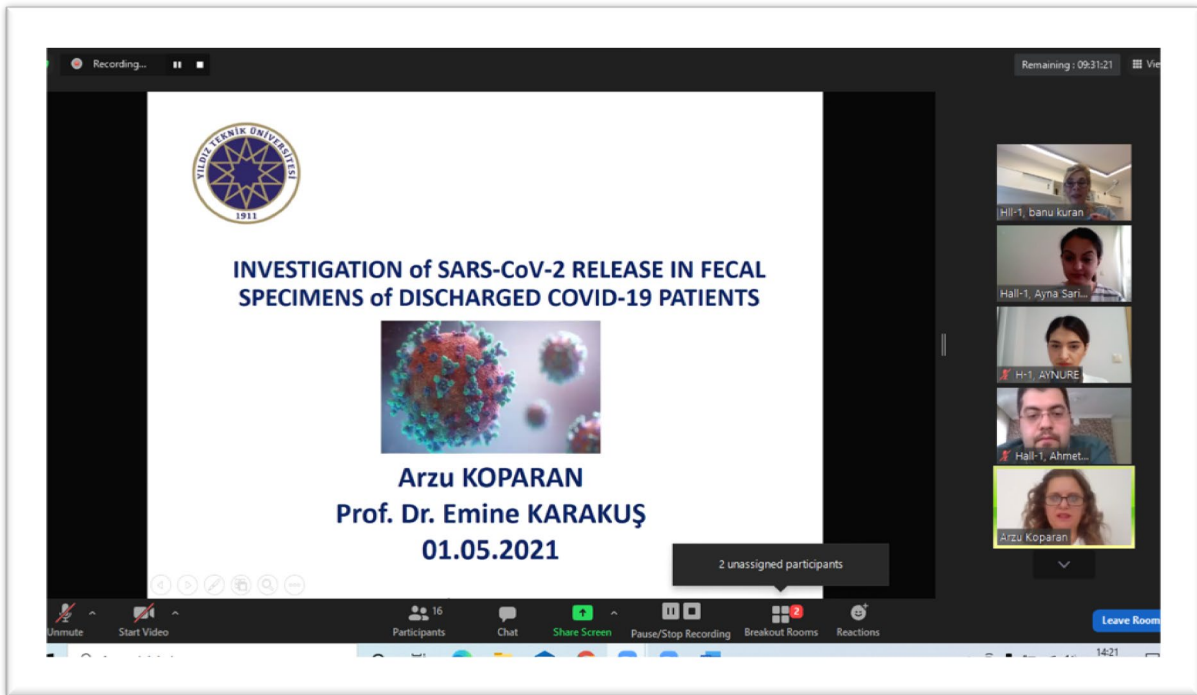 Recording...
Remaining : 09:31:21
Vie
YILDIZ TEKNİK ÜNİVERSİTESİ
1911
INVESTIGATION of SARS-CoV-2 RELEASE IN FECAL
SPECIMENS of DISCHARGED COVID-19 PATIENTS
Arzu KOPARAN
Prof. Dr. Emine KARAKUŞ
01.05.2021
Hll-1, banu kuran
Hall-1, Ayna Sari...
H-1, AYNURE
Hall-1, Ahmet...
Arzu Koparan
2 unassigned participants
Unmute
Start Video
16
Participants
Chat
Share Screen
Pause/Stop Recording
2
Breakout Rooms
Reactions
Leave Room
14:21